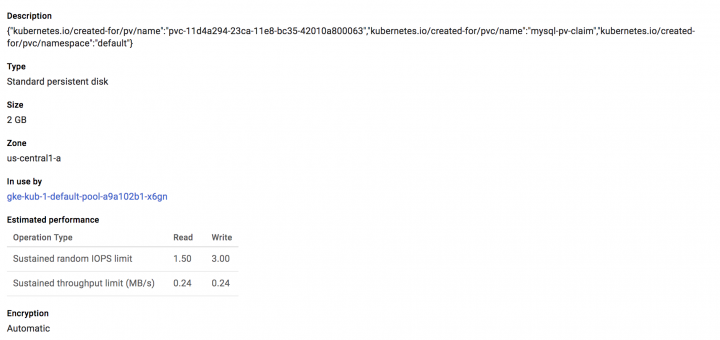 Description
{"kubernetes.io/created-for/pv/name":"pvc-11d4a294-23ca-11e8-bc35-42010a800063","kubernetes.io/created-for/pvc/name":"mysql-pv-claim","kubernetes.io/created-
for/pvc/namespace":"default"}
Type
Standard persistent disk
Size
2 GB
Zone
us-central1-a
In use by
gke-kub-1-default-pool-a9a102b1-x6gn
Estimated performance
Operation Type Read Write
Sustained random IOPS limit 1.50 3.00
Sustained throughput limit (MB/s) 0.24 0.24
Encryption
Automatic